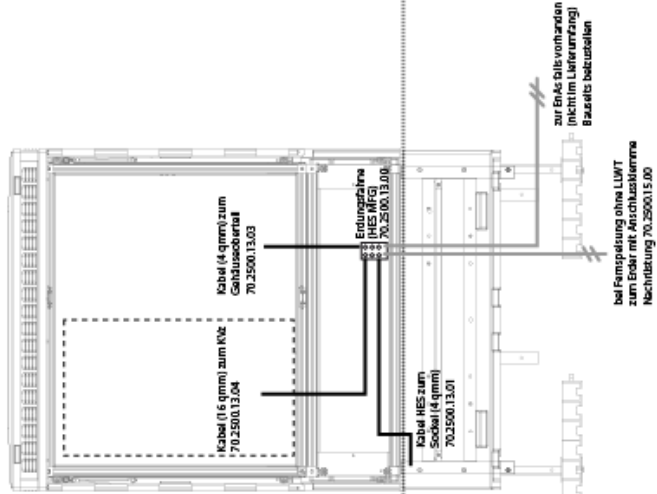 Kabel (4 qmm) zum
Gehäuseoberteil
70.2500.13.03
Kabel (16 qmm) zum KVz
70.2500.13.04
Erdungsfahne
(HES MFG)
70.2500.13.00
Kabel HES zum
Sockel (4 qmm)
70.2500.13.01
zur EnAs falls vorhanden
(nicht im Lieferumfang)
Bauseits beizustellen
bei Fernspeisung ohne LLWT
zum Erder mit Anschlussklemme
Nachrüstung 70.2500.15.00